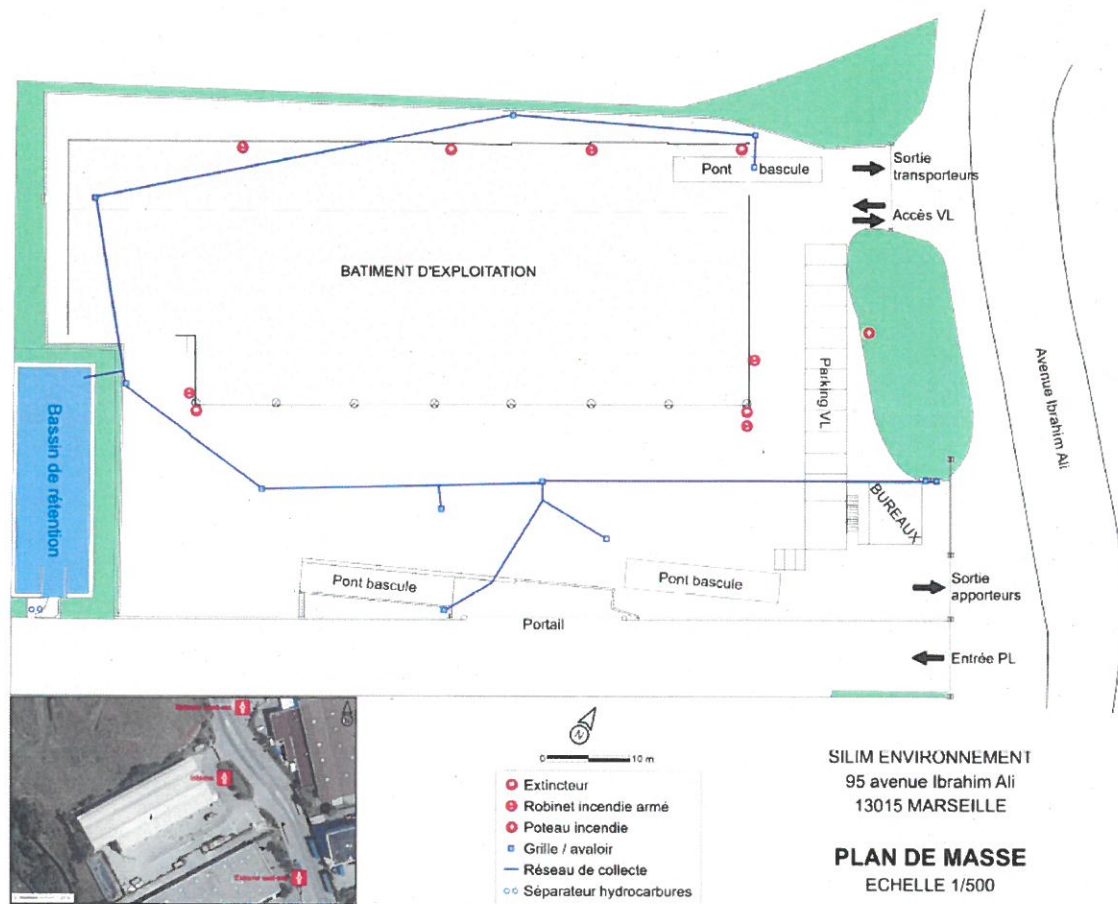 Pont bascule
Sortie
transporteurs
Accès VL
BATIMENT D'EXPLOITATION
Parking VL
Avenue Ibrahim Ali
Bassin de rétention
BUREAUX
Pont bascule
Pont bascule
Sortie
apporteurs
Portail
Entrée PL
N
0 10 m
Extincteur
Robinet incendie armé
Poteau incendie
Grille / avaloir
Réseau de collecte
Séparateur hydrocarbures
Interne
SILIM ENVIRONNEMENT
95 avenue Ibrahim Ali
13015 MARSEILLE
PLAN DE MASSE
ECHELLE 1/500